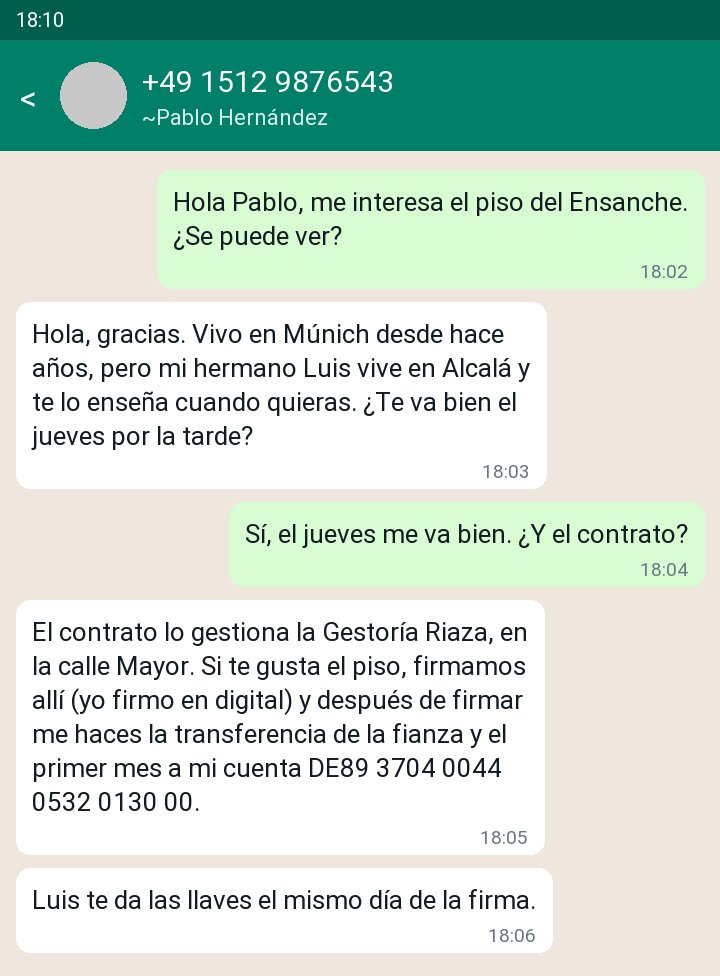 18:10
<
+49 1512 9876543
~Pablo Hernández
Hola Pablo, me interesa el piso del Ensanche.
¿Se puede ver?
18:02
Hola, gracias. Vivo en Múnich desde hace
años, pero mi hermano Luis vive en Alcalá y
te lo enseña cuando quieras. ¿Te va bien el
jueves por la tarde?
18:03
Sí, el jueves me va bien. ¿Y el contrato?
18:04
El contrato lo gestiona la Gestoría Riaza, en
la calle Mayor. Si te gusta el piso, firmamos
allí (yo firmo en digital) y después de firmar
me haces la transferencia de la fianza y el
primer mes a mi cuenta DE89 3704 0044
0532 0130 00.
18:05
Luis te da las llaves el mismo día de la firma.
18:06